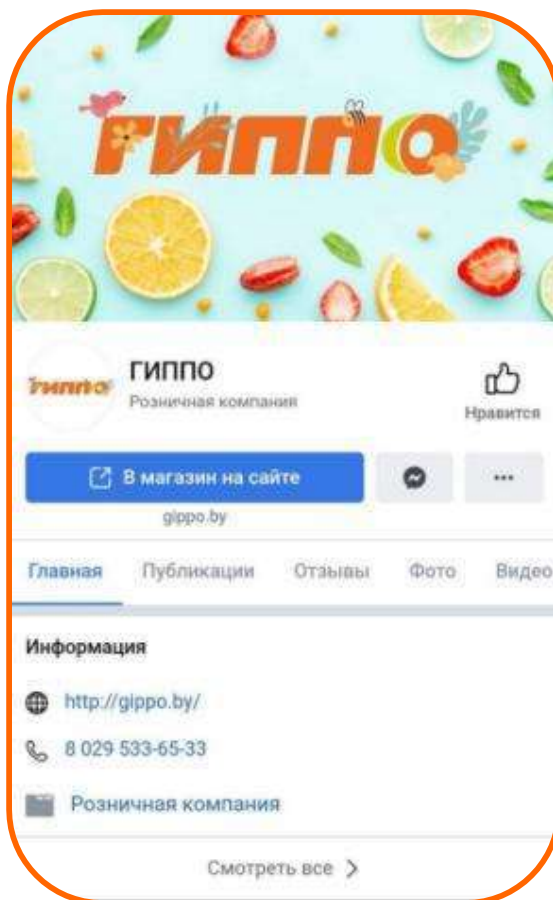 ГИППО
гиппо
ГИППО
Розничная компания
Нравится
В магазин на сайте
gippo.by
Главная Публикации Отзывы Фото Видео
Информация
http://gippo.by/
8 029 533-65-33
Розничная компания
Смотреть все